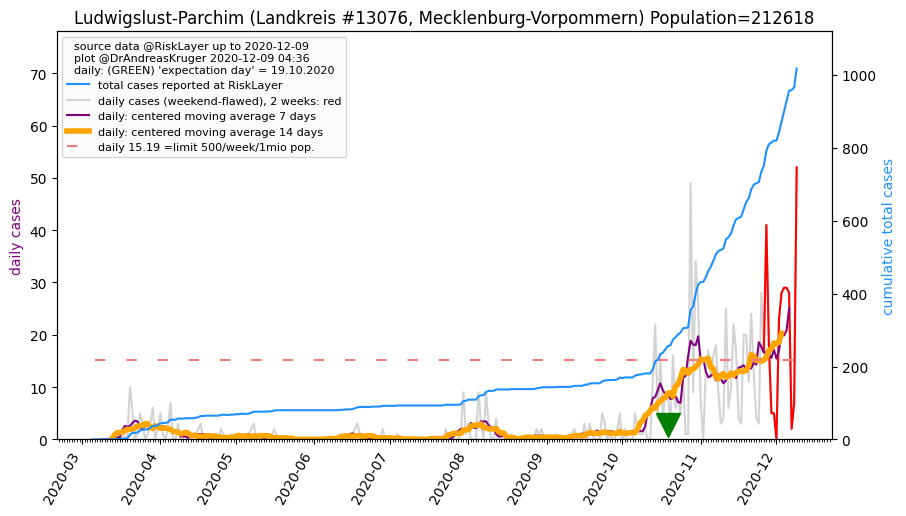 Ludwigslust-Parchim (Landkreis #13076, Mecklenburg-Vorpommern) Population=212618
source data @RiskLayer up to 2020-12-09
plot @DrAndreasKruger 2020-12-09 04:36
daily: (GREEN) 'expectation day' = 19.10.2020
total cases reported at RiskLayer
daily cases (weekend-flawed), 2 weeks: red
daily: centered moving average 7 days
daily: centered moving average 14 days
daily 15.19 =limit 500/week/1mio pop.
daily cases
70
60
50
40
30
20
10
0
cumulative total cases
1000
800
600
400
200
0
2020-03
2020-04
2020-05
2020-06
2020-07
2020-08
2020-09
2020-10
2020-11
2020-12